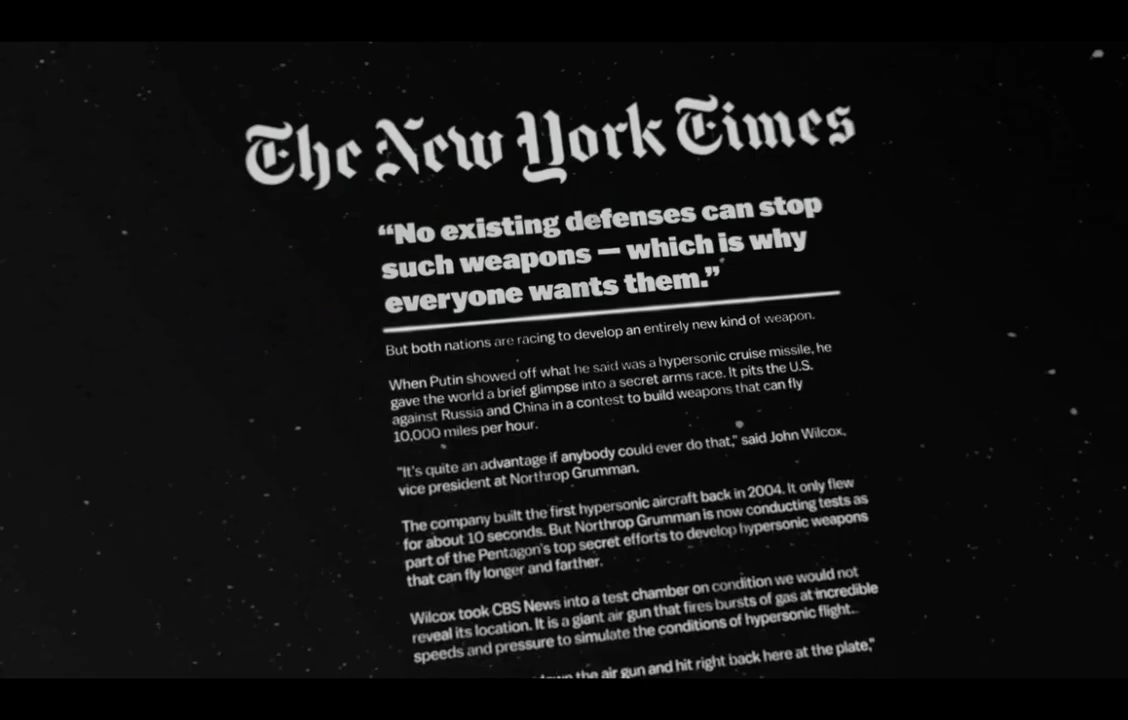 The New York Times
“No existing defenses can stop
such weapons — which is why
everyone wants them.”
But both nations are racing to develop an entirely new kind of weapon.
When Putin showed off what he said was a hypersonic cruise missile, he
gave the world a brief glimpse into a secret arms race. It pits the U.S.
against Russia and China in a contest to build weapons that can fly
10,000 miles per hour.
"It's quite an advantage if anybody could ever do that," said John Wilcox,
vice president at Northrop Grumman.
The company built the first hypersonic aircraft back in 2004. It only flew
for about 10 seconds. But Northrop Grumman is now conducting tests as
part of the Pentagon's top secret efforts to develop hypersonic weapons
that can fly longer and farther.
Wilcox took CBS News into a test chamber on condition we would not
reveal its location. It is a giant air gun that fires bursts of gas at incredible
speeds and pressure to simulate the conditions of hypersonic flight.
the air gun and hit right back here at the plate,"